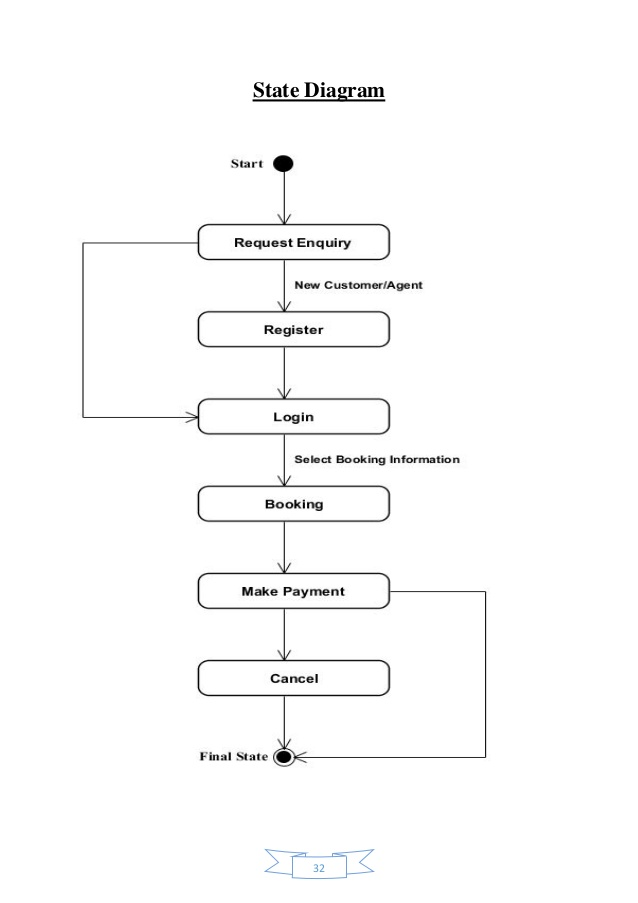 State Diagram
Start
Request Enquiry
New Customer/Agent
Register
Login
Select Booking Information
Booking
Make Payment
Cancel
Final State
32